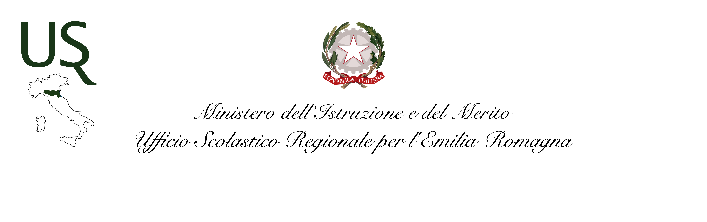 USR
Ministero dell'Istruzione e del Merito
Ufficio Scolastico Regionale per l'Emilia Romagna